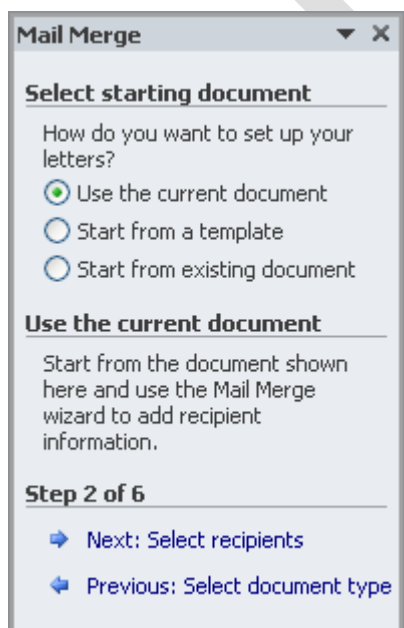 Mail Merge
Select starting document
How do you want to set up your
letters?
Use the current document
Start from a template
Start from existing document
Use the current document
Start from the document shown
here and use the Mail Merge
wizard to add recipient
information.
Step 2 of 6
Next: Select recipients
Previous: Select document type